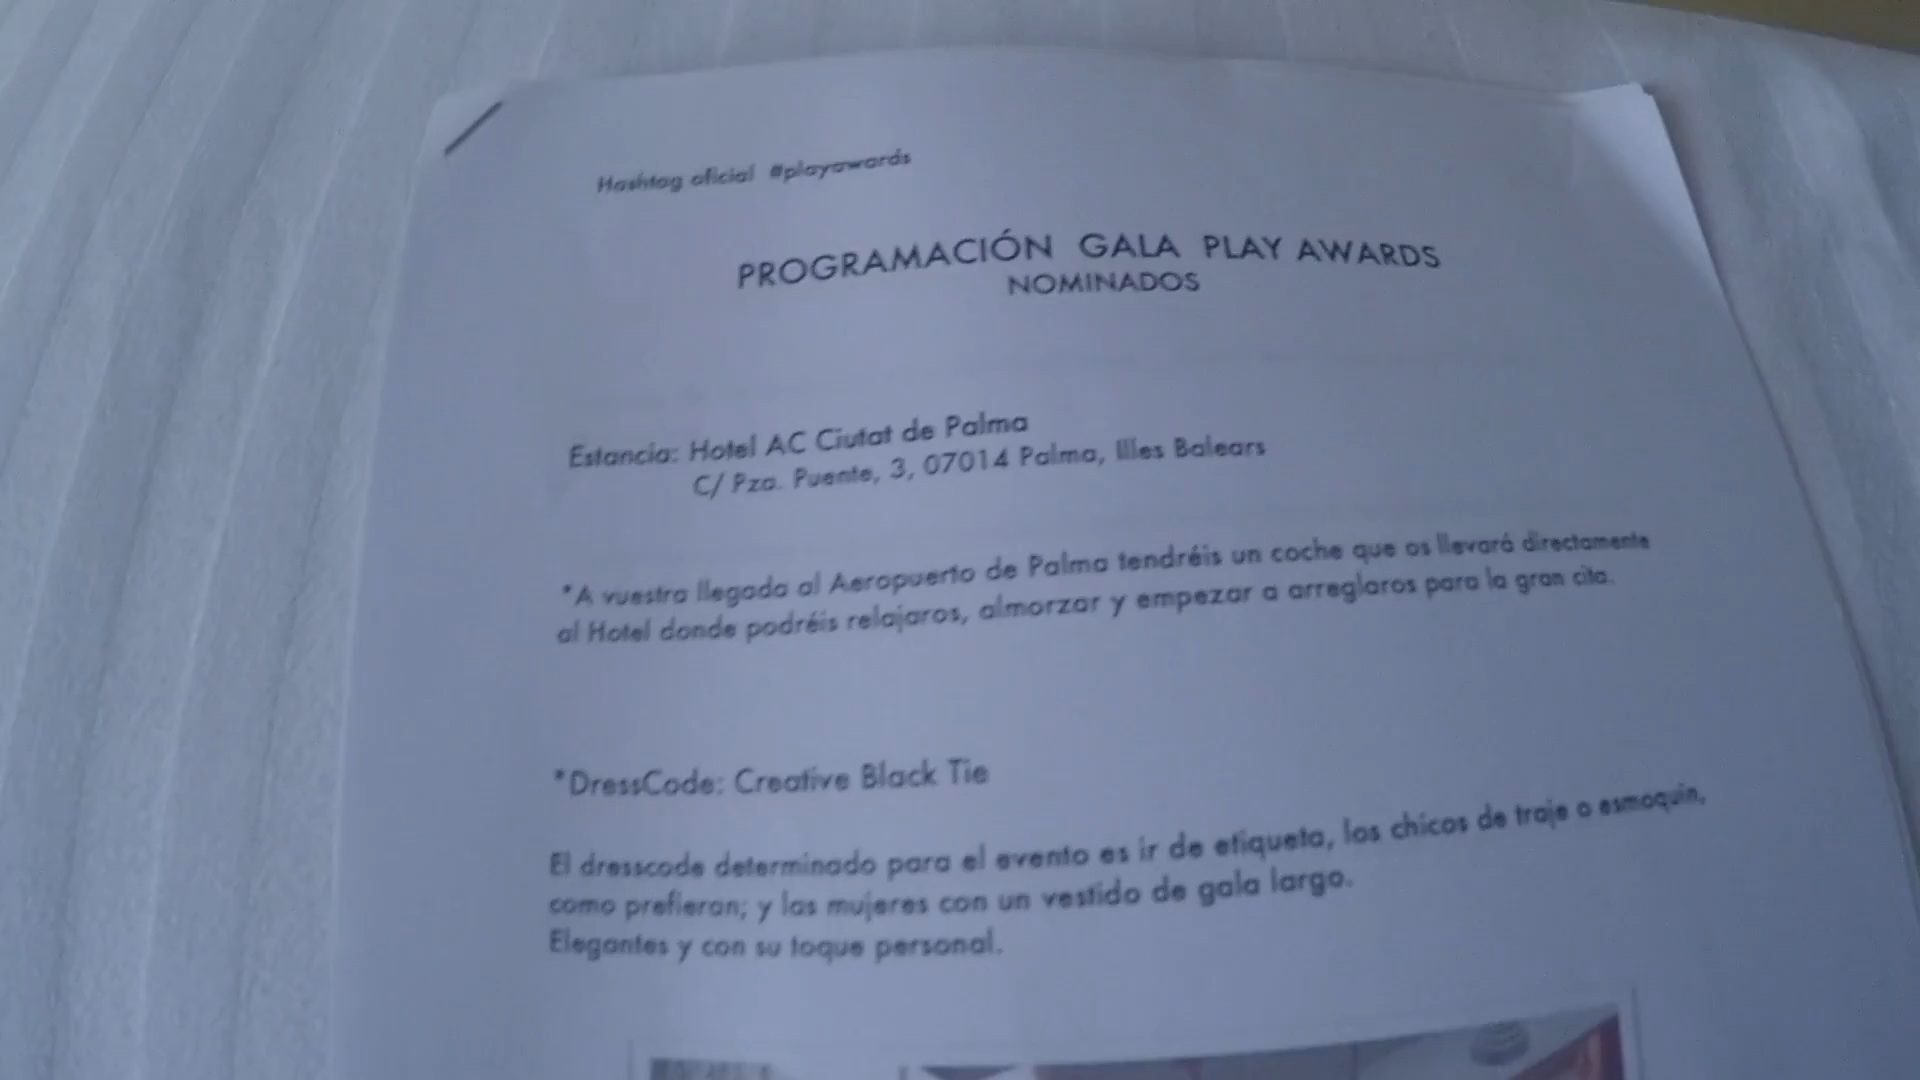 Hashtag oficial #playawards
PROGRAMACIÓN GALA PLAY AWARDS
NOMINADOS
Estancia: Hotel AC Ciutat de Palma
C/ Pza. Puente, 3, 07014 Palma, Illes Balears
*A vuestra llegada al Aeropuerto de Palma tendréis un coche que os llevará directamente
al Hotel donde podréis relajaros, almorzar y empezar a arreglaros para la gran cita.
*DressCode: Creative Black Tie
El dresscode determinado para el evento es ir de etiqueta, los chicos de traje o esmoquin,
como prefieran; y las mujeres con un vestido de gala largo.
Elegantes y con su toque personal.